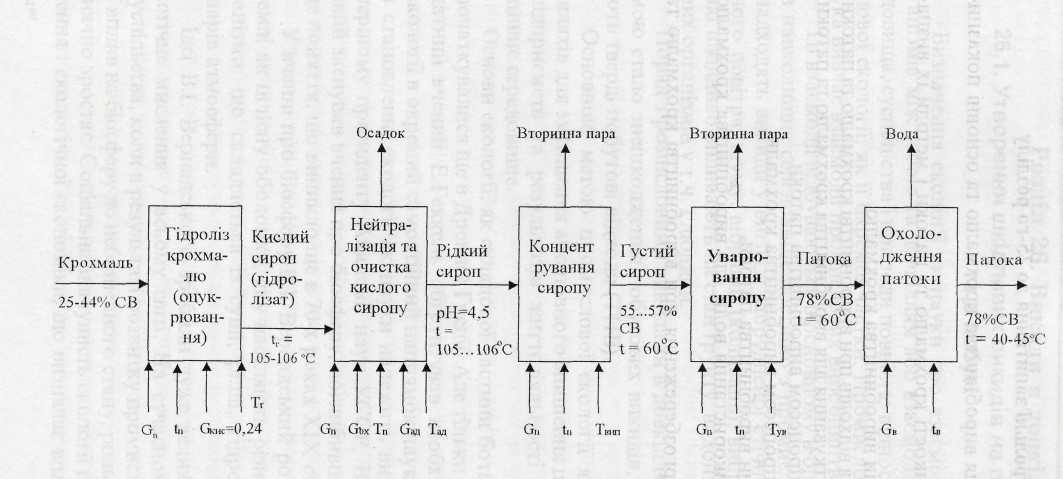 Осадок
Вторинна пара
Вторинна пара
Вода
Крохмаль
25-44% СВ
Гідроліз
крохма-
лю
(оцук-
рюван-
ня)
Кислий
сироп
(гідро-
лізат)
tг =
105-106 °C
Нейтра-
лізація та
очистка
кислого
сиропу
Рідкий
сироп
pH=4,5
t =
105…106°C
Концент
рування
сиропу
Густий
сироп
55...57%
СВ
t = 60°C
Уварю-
вання
сиропу
Патока
78%СВ
t = 60°C
Охоло-
дження
патоки
Патока
78%СВ
t = 40-45°C
Gп tп Gкис=0,24 Tг
Gп Gвх Tп Gад Tад
Gп tп Tвип
Gп tп Tув
Gв tв